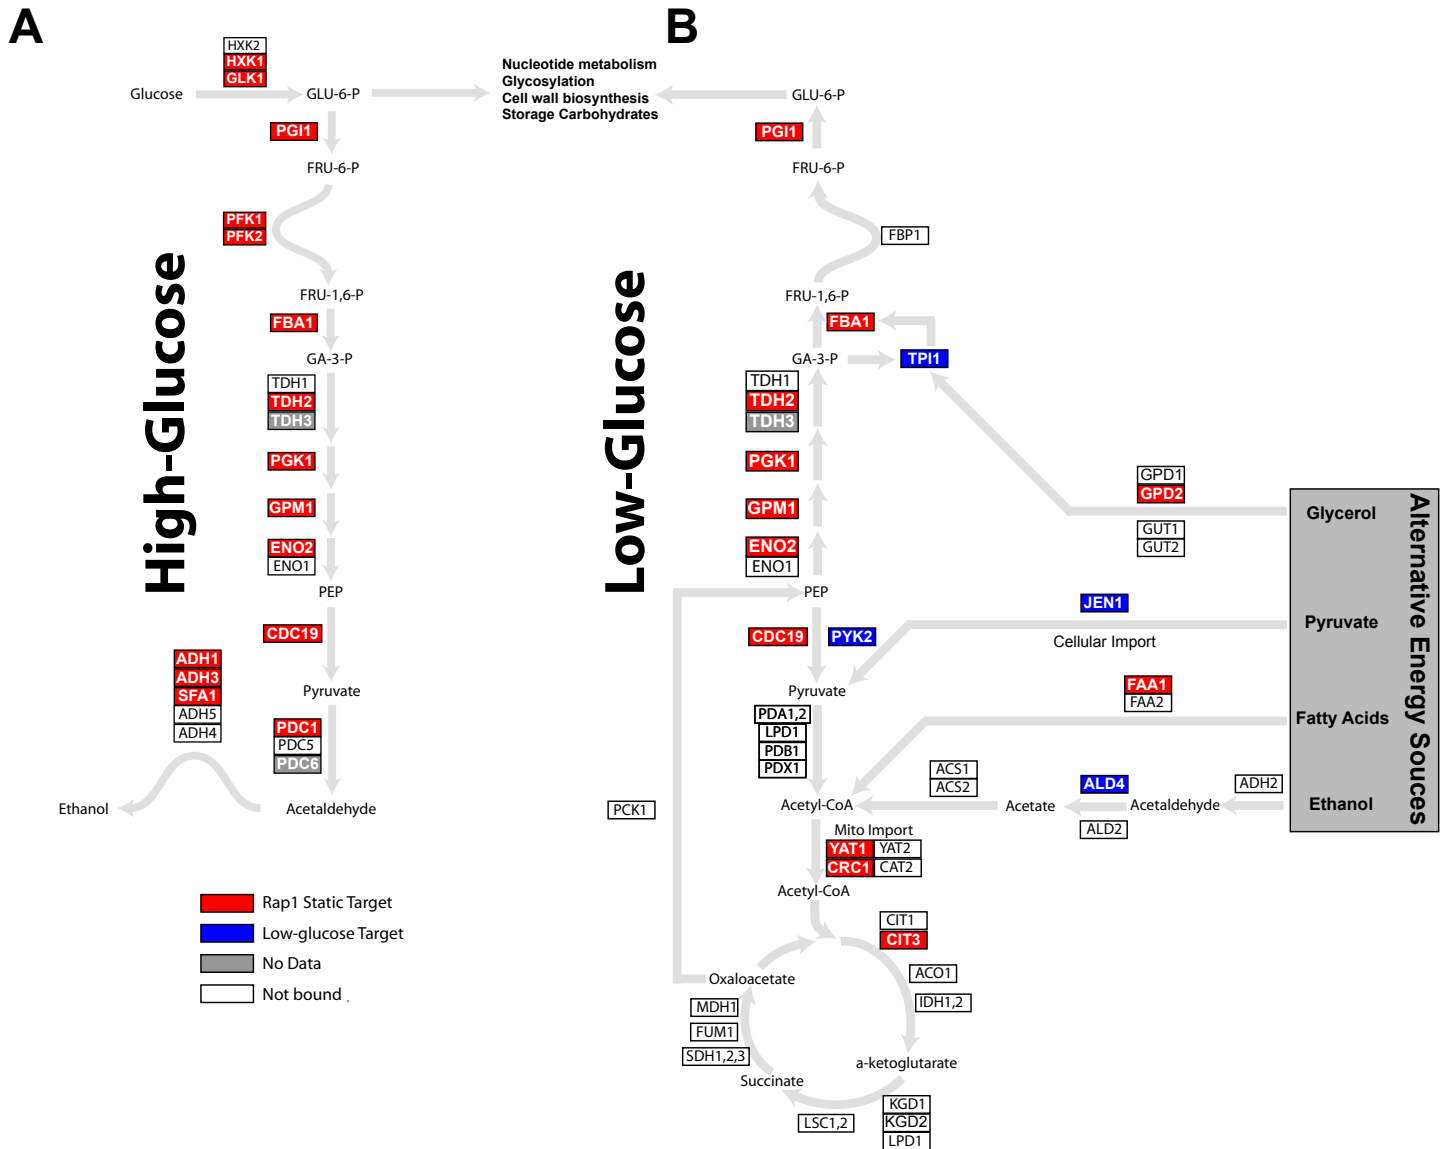 A
HXK2
HXK1
GLK1
Glucose
GLU-6-P
PGI1
FRU-6-P
PFK1
PFK2
FRU-1,6-P
FBA1
GA-3-P
TDH1
TDH2
TDH3
PGK1
GPM1
ENO2
ENO1
PEP
CDC19
Pyruvate
ADH1
ADH3
SFA1
ADH5
ADH4
PDC1
PDC5
PDC6
Ethanol
Acetaldehyde
High-Glucose
Rap1 Static Target
Low-glucose Target
No Data
Not bound .
Nucleotide metabolism
Glycosylation
Cell wall biosynthesis
Storage Carbohydrates
B
GLU-6-P
PGI1
FRU-6-P
FBP1
FRU-1,6-P
FBA1
GA-3-P
TPI1
TDH1
TDH2
TDH3
PGK1
GPM1
ENO2
ENO1
PEP
CDC19
PYK2
Pyruvate
PDA1,2
LPD1
PDB1
PDX1
Acetyl-CoA
Mito Import
YAT1
YAT2
CRC1
CAT2
Acetyl-CoA
CIT1
CIT3
ACO1
IDH1,2
a-ketoglutarate
KGD1
KGD2
LPD1
LSC1,2
Succinate
SDH1,2,3
FUM1
MDH1
Oxaloacetate
PCK1
Low-Glucose
GPD1
GPD2
GUT1
GUT2
Glycerol
JEN1
Cellular Import
Pyruvate
FAA1
FAA2
Fatty Acids
ACS1
ACS2
Acetate
ALD4
ALD2
Acetaldehyde
ADH2
Ethanol
Alternative Energy Souces